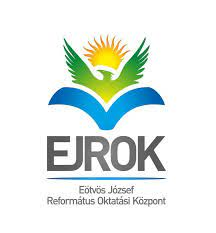 EJROK
Eötvös József
Református Oktatási Központ